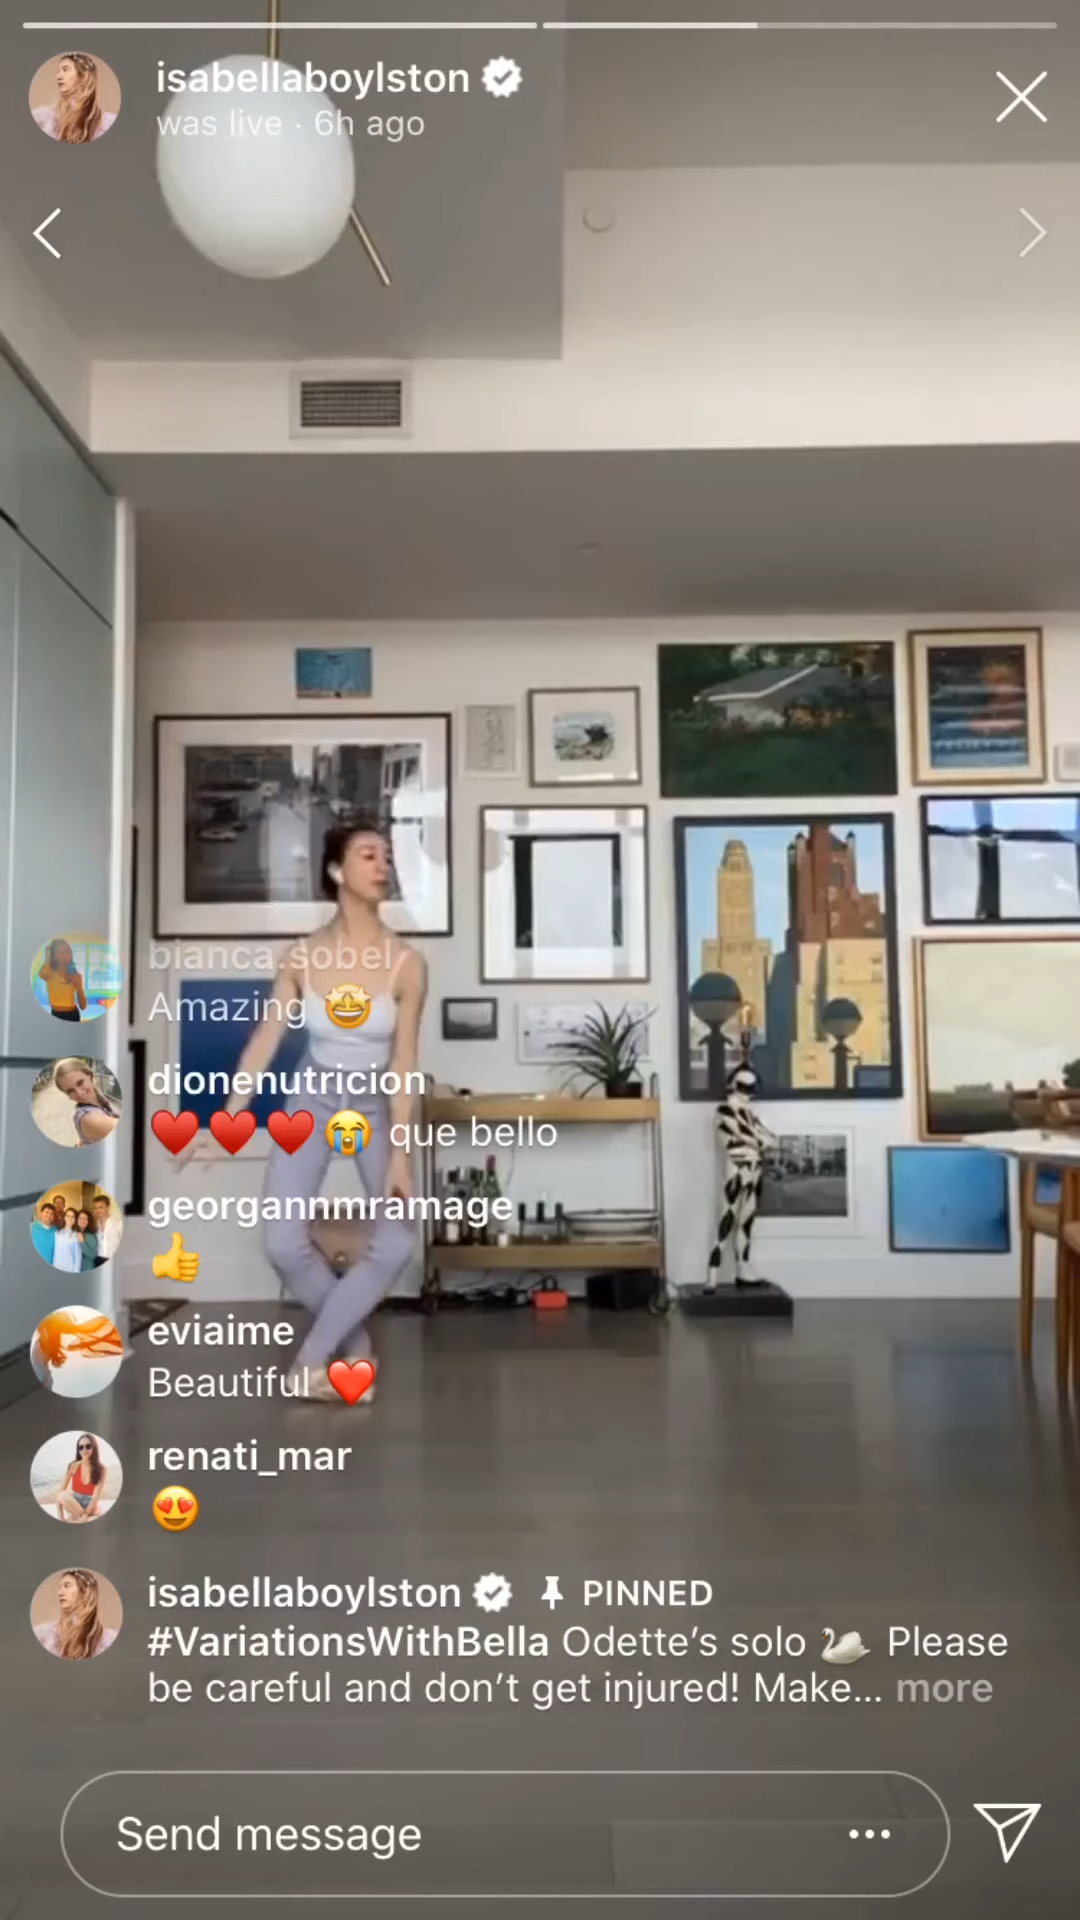 isabellaboylston
was live · 6h ago
bianca.sobel
Amazing 🤩
dionenutricion
❤️❤️❤️😭 que bello
georgannmramage
👍
eviaime
Beautiful ❤️
renati_mar
😍
isabellaboylston PINNED
#VariationsWithBella Odette’s solo 🦢 Please
be careful and don’t get injured! Make... more
Send message